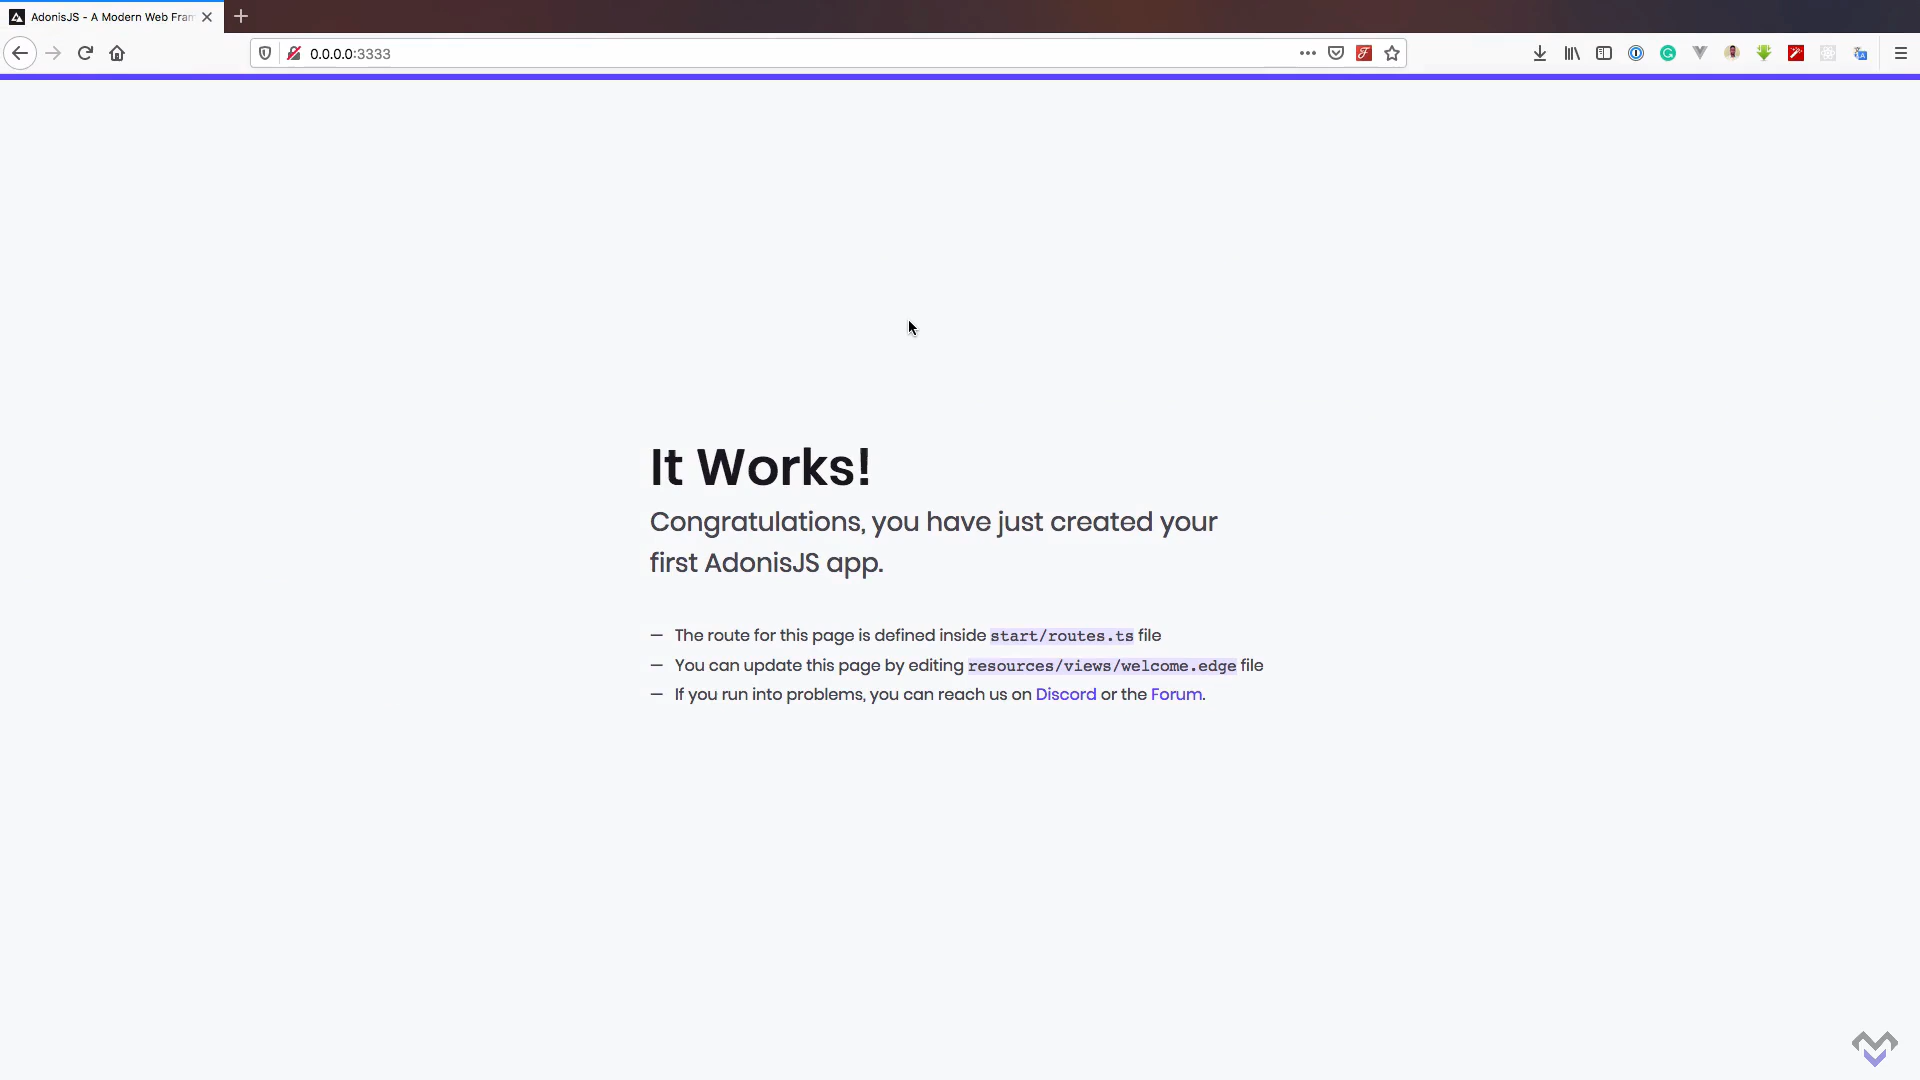 AdonisJS - A Modern Web Fram
0.0.0.0:3333
It Works!
Congratulations, you have just created your
first AdonisJS app.
— The route for this page is defined inside start/routes.ts file
— You can update this page by editing resources/views/welcome.edge file
— If you run into problems, you can reach us on Discord or the Forum.